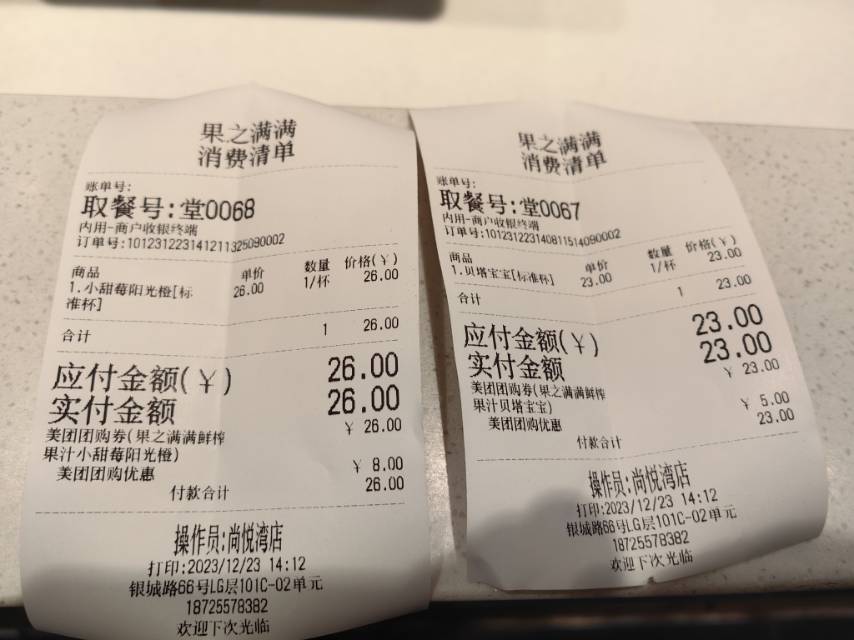 果之满满
消费清单
账单号:
取餐号:堂0068
内用-商户收银终端
订单号:101231223141211325090002
商品 单价 数量 价格(¥)
1.小甜莓阳光橙[标 26.00 1/杯 26.00
准杯]
合计 1 26.00
应付金额(¥) 26.00
实付金额 26.00
美团团购券(果之满满鲜榨 ¥ 26.00
果汁小甜莓阳光橙)
美团团购优惠 ¥ 8.00
付款合计 26.00
操作员:尚悦湾店
打印:2023/12/23 14:12
银城路66号LG层101C-02单元
18725578382
欢迎下次光临
果之满满
消费清单
账单号:
取餐号:堂0067
内用-商户收银终端
订单号:101231223140811514090002
商品 单价 数量 价格(¥)
1.贝塔宝宝[标准杯] 23.00 1/杯 23.00
合计 1 23.00
应付金额(¥) 23.00
实付金额 23.00
美团团购券(果之满满鲜榨 ¥ 23.00
果汁贝塔宝宝)
美团团购优惠 ¥ 5.00
付款合计 23.00
操作员:尚悦湾店
打印:2023/12/23 14:12
银城路66号LG层101C-02单元
18725578382
欢迎下次光临